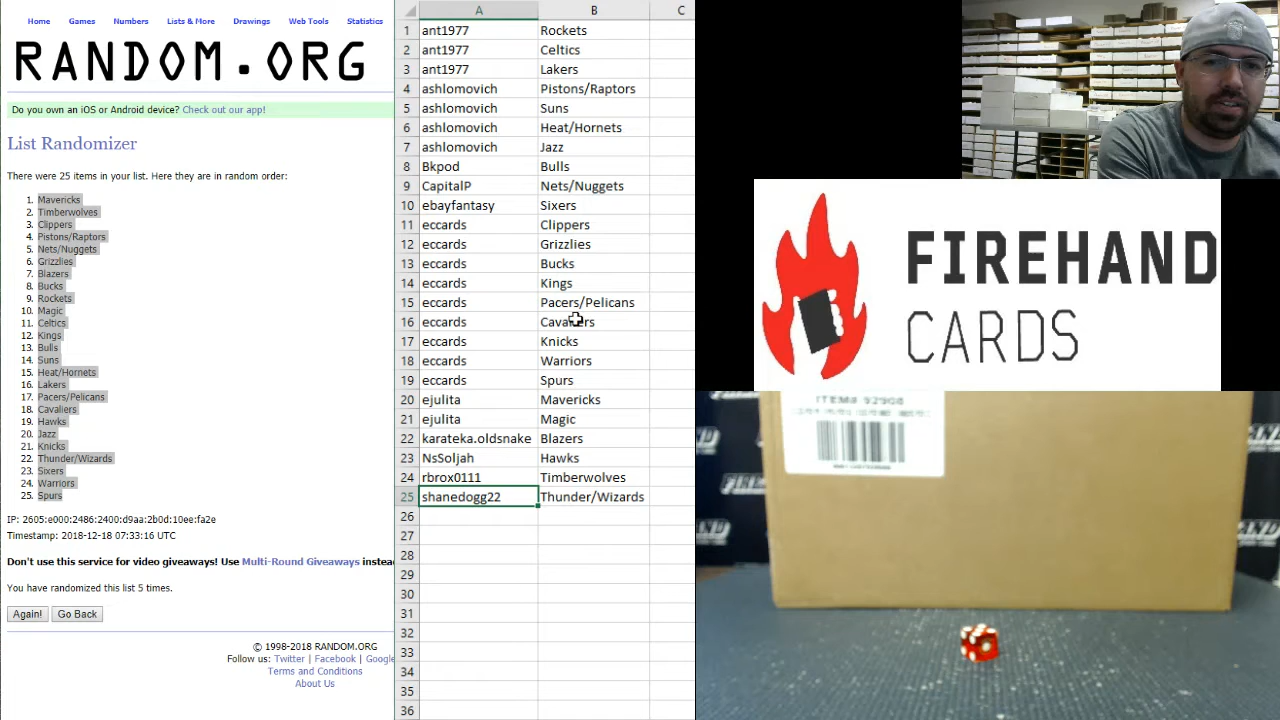 Home Games Numbers Lists & More Drawings Web Tools Statistics
RANDOM.ORG
Do you own an iOS or Android device? Check out our app!
List Randomizer
There were 25 items in your list. Here they are in random order:
1. Mavericks
2. Timberwolves
3. Clippers
4. Pistons/Raptors
5. Nets/Nuggets
6. Grizzlies
7. Blazers
8. Bucks
9. Rockets
10. Magic
11. Celtics
12. Kings
13. Bulls
14. Suns
15. Heat/Hornets
16. Lakers
17. Pacers/Pelicans
18. Cavaliers
19. Hawks
20. Jazz
21. Knicks
22. Thunder/Wizards
23. Sixers
24. Warriors
25. Spurs
IP: 2605:e000:2486:2400:d9aa:2b0d:10ee:fa2e
Timestamp: 2018-12-18 07:33:16 UTC
Don't use this service for video giveaways! Use Multi-Round Giveaways instea
You have randomized this list 5 times.
Again! Go Back
© 1998-2018 RANDOM.ORG
Follow us: Twitter | Facebook | Google
Terms and Conditions
About Us
A B C
1 ant1977 Rockets
2 ant1977 Celtics
3 ant1977 Lakers
4 ashlomovich Pistons/Raptors
5 ashlomovich Suns
6 ashlomovich Heat/Hornets
7 ashlomovich Jazz
8 Bkpod Bulls
9 CapitalP Nets/Nuggets
10 ebayfantasy Sixers
11 eccards Clippers
12 eccards Grizzlies
13 eccards Bucks
14 eccards Kings
15 eccards Pacers/Pelicans
16 eccards Cavaliers
17 eccards Knicks
18 eccards Warriors
19 eccards Spurs
20 ejulita Mavericks
21 ejulita Magic
22 karateka.oldsnake Blazers
23 NsSoljah Hawks
24 rbrox0111 Timberwolves
25 shanedogg22 Thunder/Wizards
26
27
28
29
30
31
32
33
34
35
36
FIREHAND
CARDS
ITEM# 92908